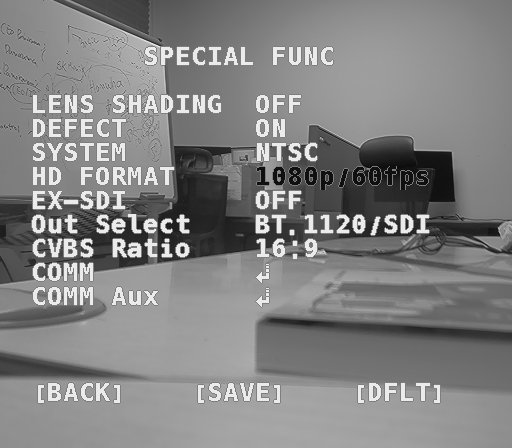 SPECIAL FUNC
LENS SHADING OFF
DEFECT ON
SYSTEM NTSC
HD FORMAT 1080p/60fps
EX-SDI OFF
Out Select BT.1120/SDI
CVBS Ratio 16:9
COMM ↲
COMM Aux ↲
[BACK] [SAVE] [DFLT]